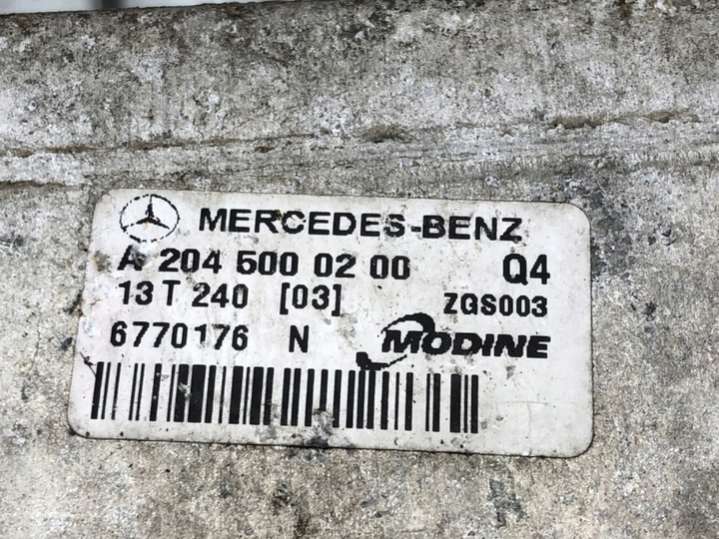 MERCEDES-BENZ
A 204 500 02 00 Q4
13 T 240 [03] ZGS003
6770176 N MODINE